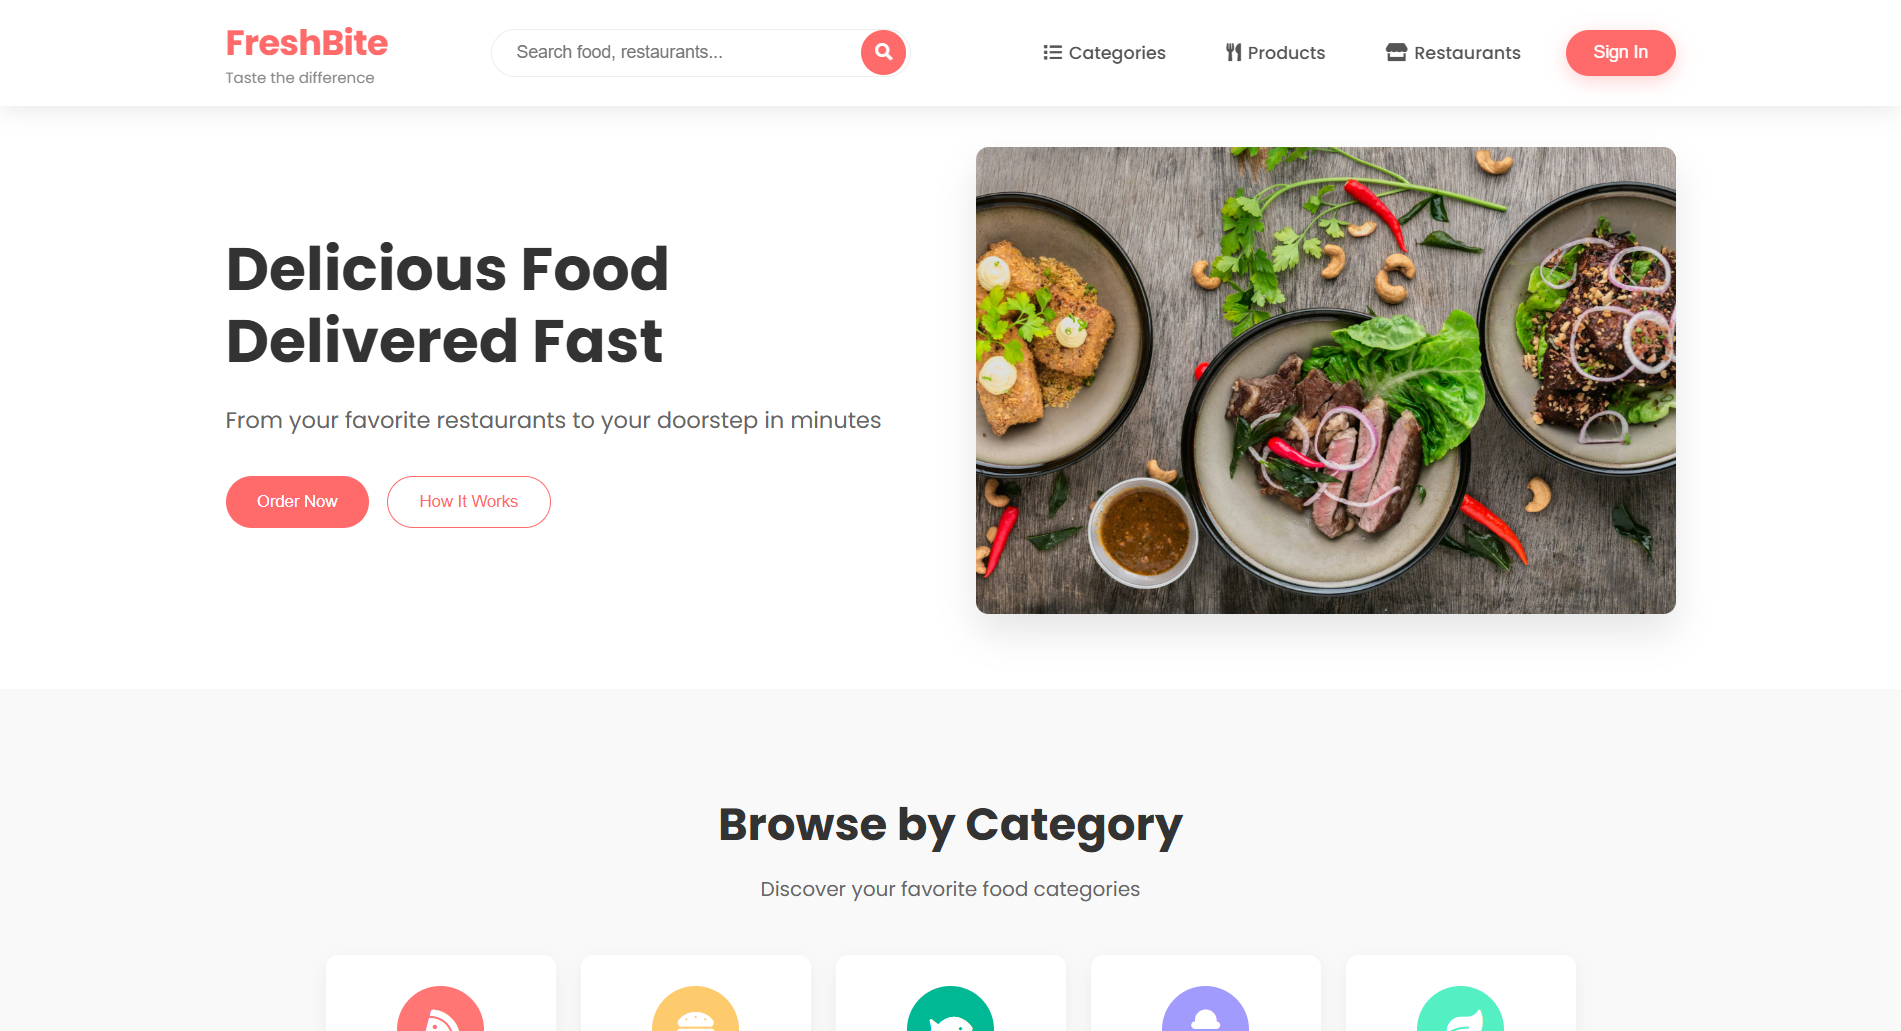 FreshBite
Taste the difference
Search food, restaurants...
Categories
Products
Restaurants
Sign In
Delicious Food
Delivered Fast
From your favorite restaurants to your doorstep in minutes
Order Now
How It Works
Browse by Category
Discover your favorite food categories